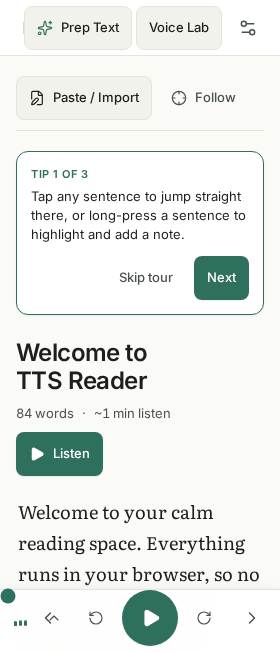 Prep Text
Voice Lab
Paste / Import
Follow
TIP 1 OF 3
Tap any sentence to jump straight
there, or long-press a sentence to
highlight and add a note.
Skip tour
Next
Welcome to
TTS Reader
84 words · ~1 min listen
Listen
Welcome to your calm
reading space. Everything
runs in your browser, so no